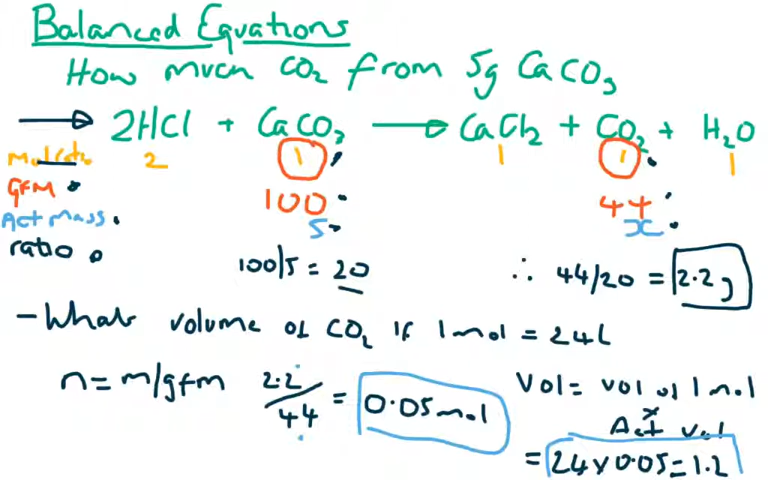 Balanced Equations
How much CO₂ from 5g CaCO₃
→ 2HCl + CaCO₃ → CaCl₂ + CO₂ + H₂O
Mol ratio 2 1 1 1 1
GFM 100 44
Act Mass 5 x
ratio
100/5 = 20 ∴ 44/20 = 2.2g
- What volume of CO₂ if 1mol = 24L
n = m/gfm 2.2/44 = 0.05mol
Vol = vol of 1mol
x
Act vol
= 24 x 0.05 = 1.2